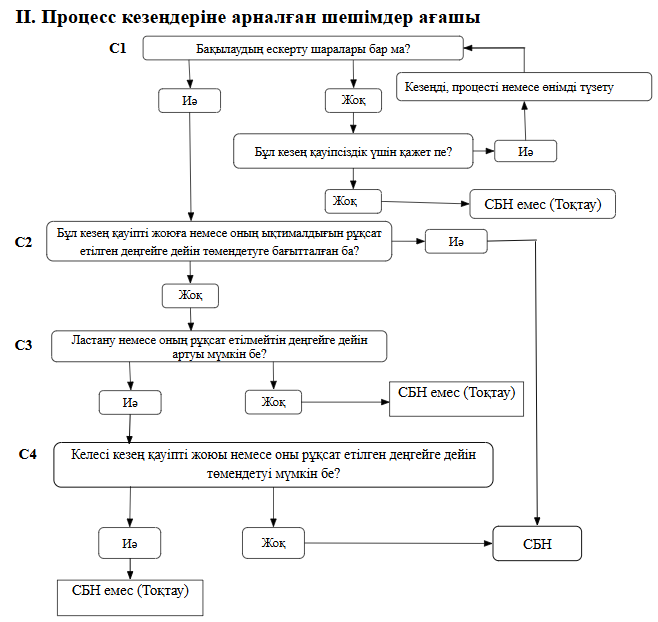 II. Процесс кезеңдеріне арналған шешімдер ағашы
С1
Бақылаудың ескерту шаралары бар ма?
Иә
Жоқ
Кезеңді, процесті немесе өнімді түзету
Бұл кезең қауіпсіздік үшін қажет пе?
Иә
Жоқ
СБН емес (Тоқтау)
С2
Бұл кезең қауіпті жоюға немесе оның ықтималдығын рұқсат
етілген деңгейге дейін төмендетуге бағытталған ба?
Иә
Жоқ
С3
Ластану немесе оның рұқсат етілмейтін деңгейге дейін
артуы мүмкін бе?
Иә
Жоқ
СБН емес (Тоқтау)
С4
Келесі кезең қауіпті жоюы немесе оны рұқсат етілген деңгейге дейін
төмендетуі мүмкін бе?
Иә
Жоқ
СБН
СБН емес (Тоқтау)